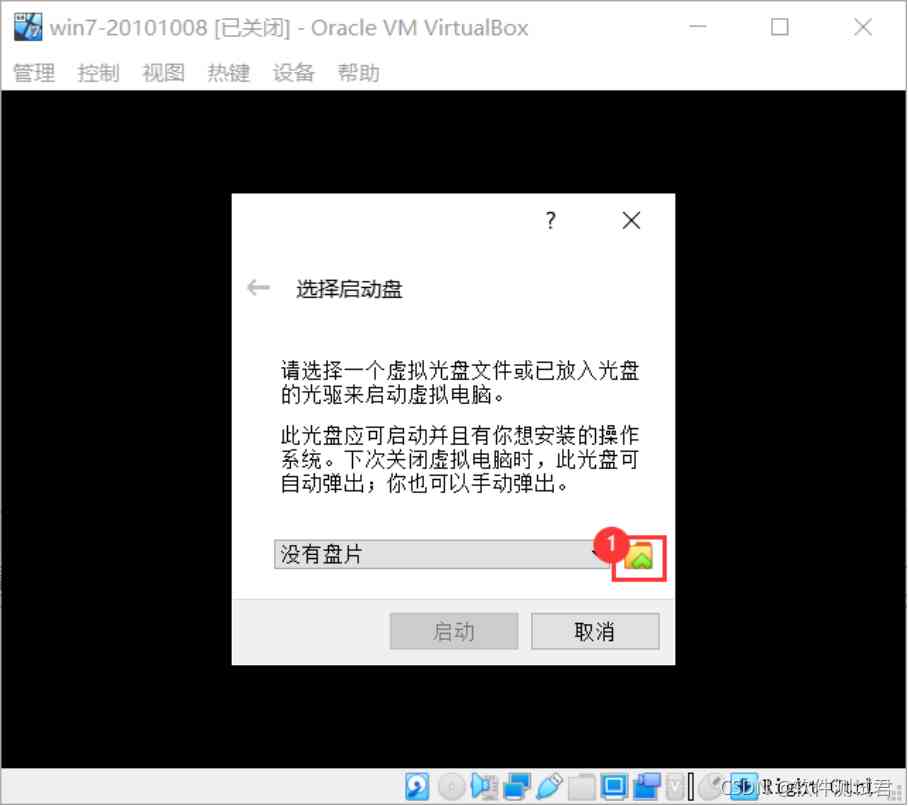 win7-20101008 [已关闭] - Oracle VM VirtualBox
管理 控制 视图 热键 设备 帮助
?
选择启动盘
请选择一个虚拟光盘文件或已放入光盘
的光驱来启动虚拟电脑。
此光盘应可启动并且有你想安装的操作
系统。下次关闭虚拟电脑时，此光盘可
自动弹出；你也可以手动弹出。
没有盘片
1
启动 取消
Right Ctrl
CSDN @软件测试君